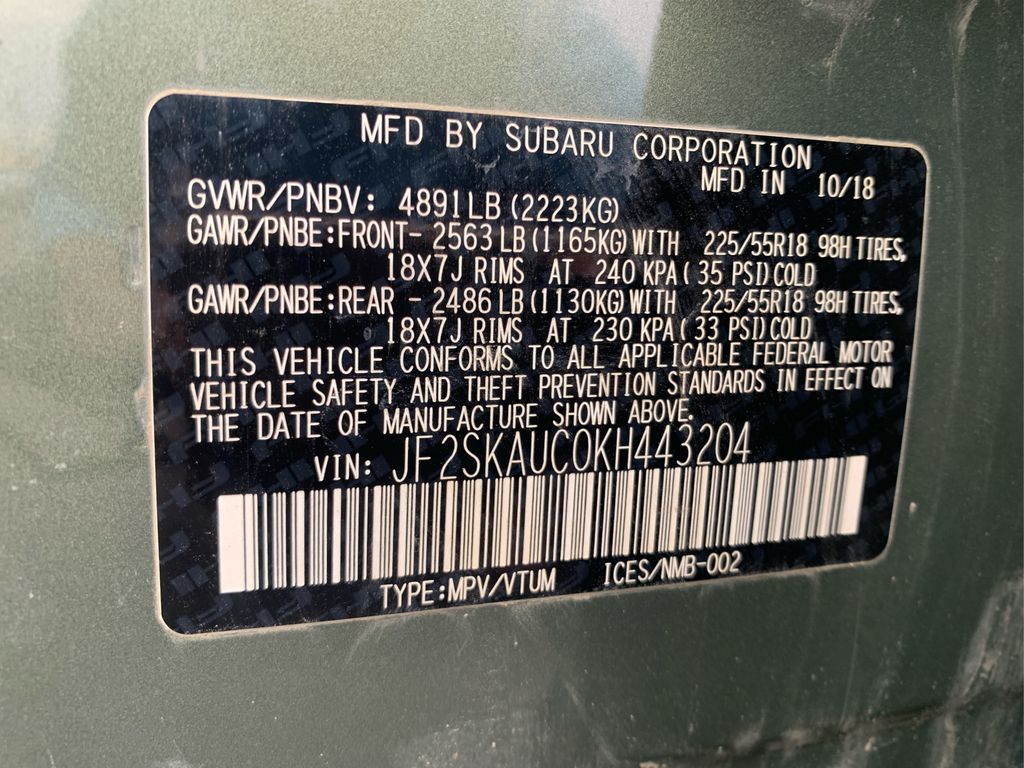 MFD BY SUBARU CORPORATION
MFD IN 10/18
GVWR/PNBV: 4891LB (2223KG)
GAWR/PNBE:FRONT- 2563 LB(1165KG)WITH 225/55R18 98H TIRES,
18X7J RIMS AT 240 KPA( 35 PSI)COLD
GAWR/PNBE:REAR - 2486 LB(1130KG)WITH 225/55R18 98H TIRES,
18X7J RIMS AT 230 KPA( 33 PSI)COLD
THIS VEHICLE CONFORMS TO ALL APPLICABLE FEDERAL MOTOR
VEHICLE SAFETY AND THEFT PREVENTION STANDARDS IN EFFECT ON
THE DATE OF MANUFACTURE SHOWN ABOVE.
VIN: JF2SKAUC0KH443204
TYPE:MPV/VTUM ICES/NMB-002